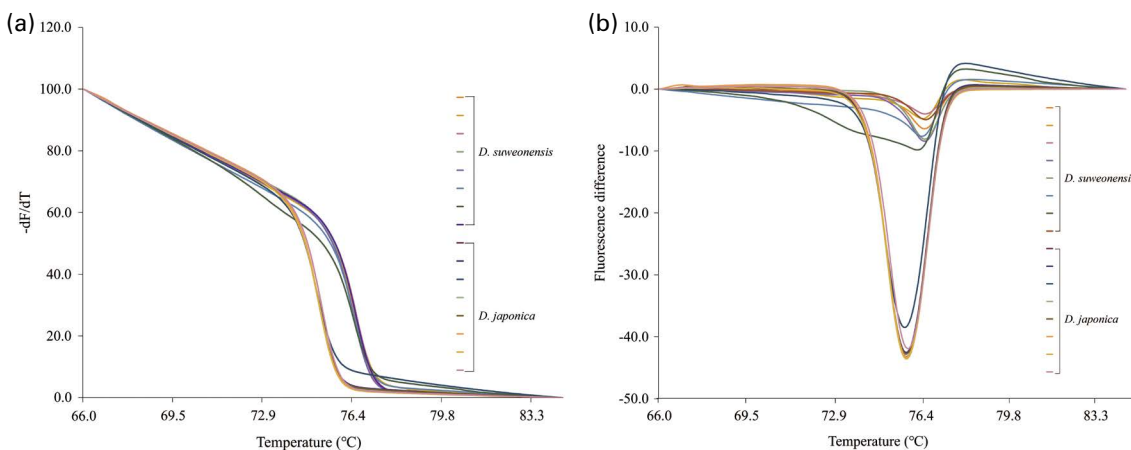 (a)
120.0
100.0
80.0
60.0
40.0
20.0
0.0
-dF/dT
66.0 69.5 72.9 76.4 79.8 83.3
Temperature (°C)
D. suweonensis
D. japonica
(b)
10.0
0.0
-10.0
-20.0
-30.0
-40.0
-50.0
Fluorescence difference
66.0 69.5 72.9 76.4 79.8 83.3
Temperature (°C)
D. suweonensi
D. japonica